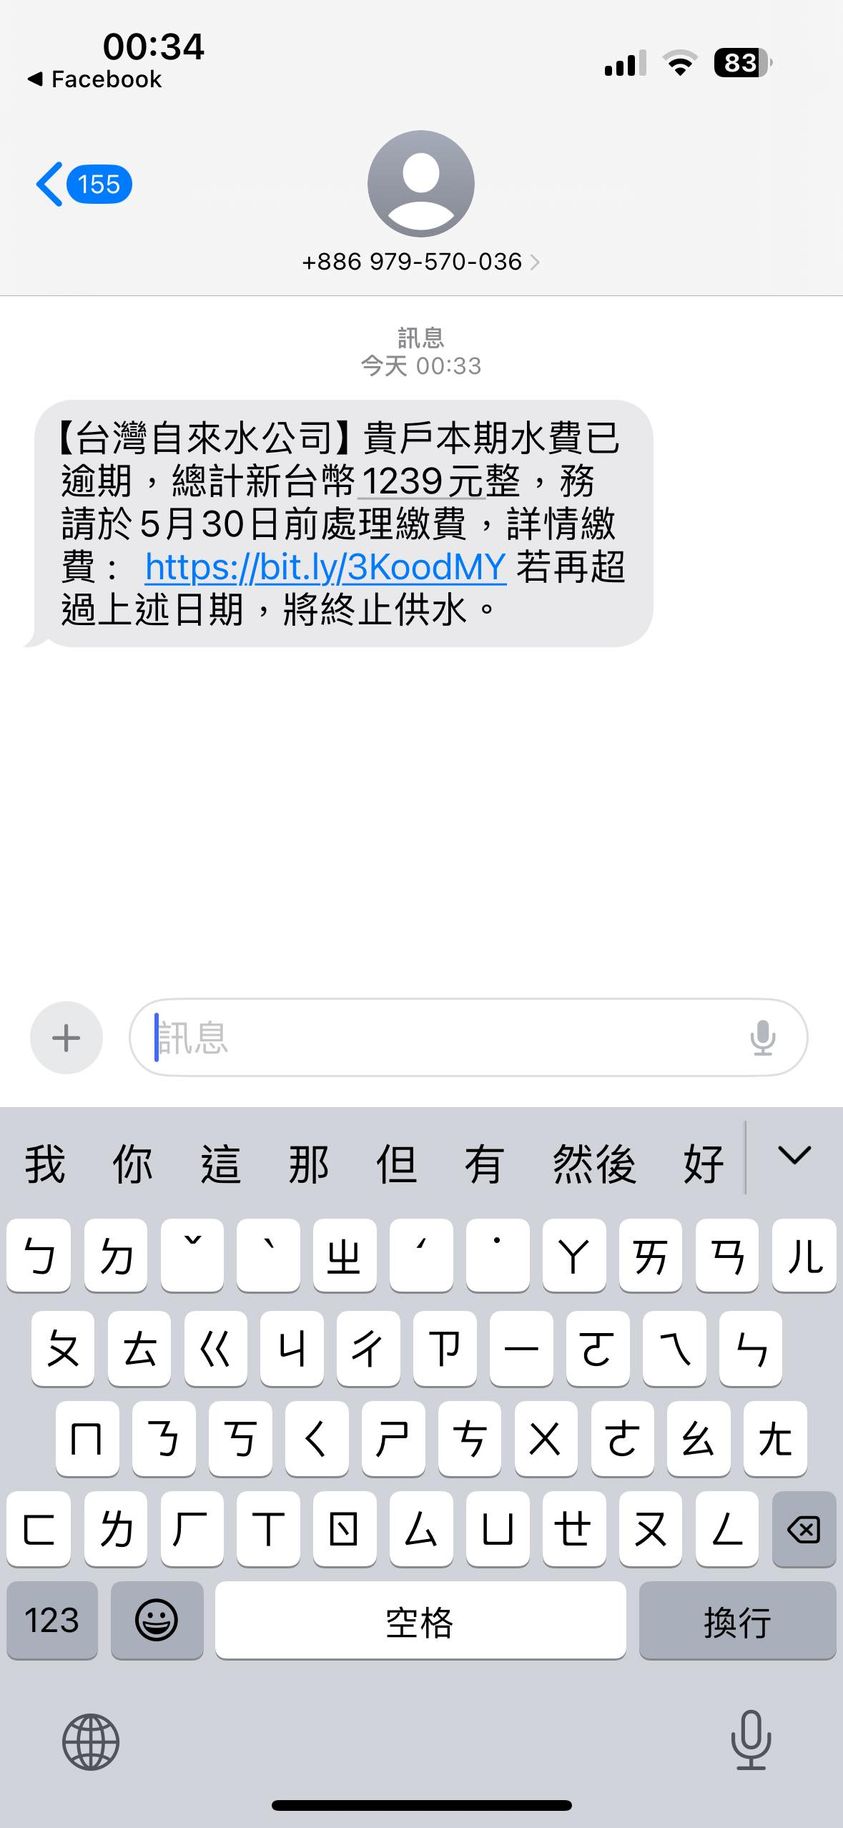 00:34
◀ Facebook
83
155
+886 979-570-036
訊息
今天 00:33
【台灣自來水公司】貴戶本期水費已
逾期，總計新台幣1239元整，務
請於5月30日前處理繳費，詳情繳
費： https://bit.ly/3KoodMY 若再超
過上述日期，將終止供水。
訊息
我 你 這 那 但 有 然後 好
ㄅ ㄉ ˇ ˋ ㄓ ˊ ˙ ㄚ ㄞ ㄢ ㄦ
ㄆ ㄊ ㄍ ㄐ ㄔ ㄗ ㄧ ㄛ ㄟ ㄣ
ㄇ ㄋ ㄎ ㄑ ㄕ ㄘ ㄨ ㄜ ㄠ ㄤ
ㄈ ㄌ ㄏ ㄒ ㄖ ㄙ ㄩ ㄝ ㄡ ㄥ
123 空格 換行